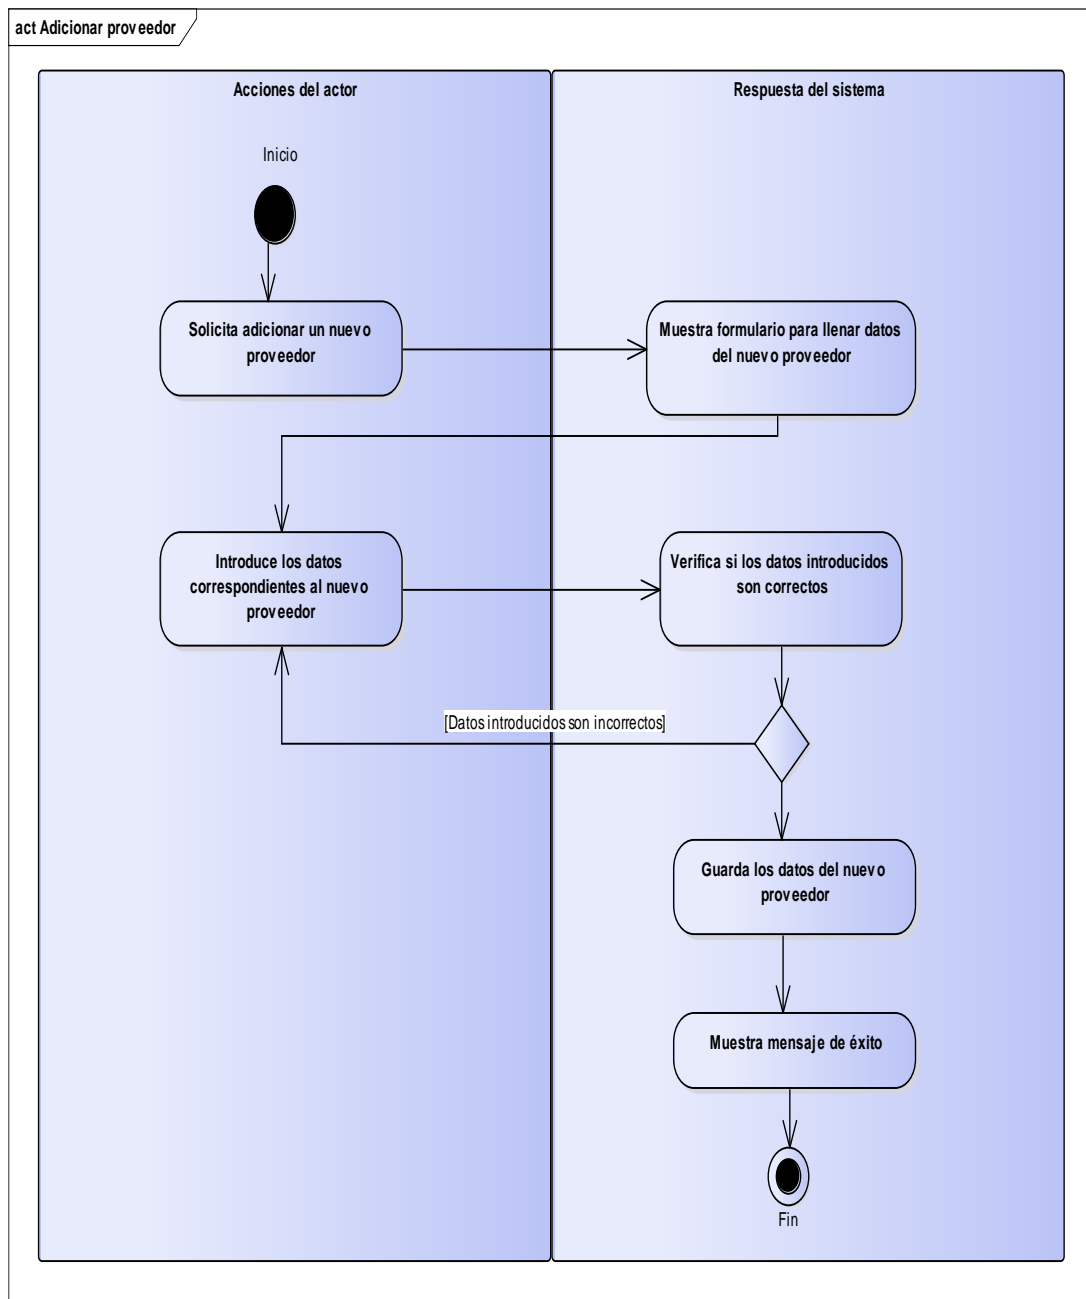 act Adicionar proveedor
Acciones del actor
Respuesta del sistema
Inicio
Solicita adicionar un nuevo
proveedor
Muestra formulario para llenar datos
del nuevo proveedor
Introduce los datos
correspondientes al nuevo
proveedor
Verifica si los datos introducidos
son correctos
[Datos introducidos son incorrectos]
Guarda los datos del nuevo
proveedor
Muestra mensaje de éxito
Fin